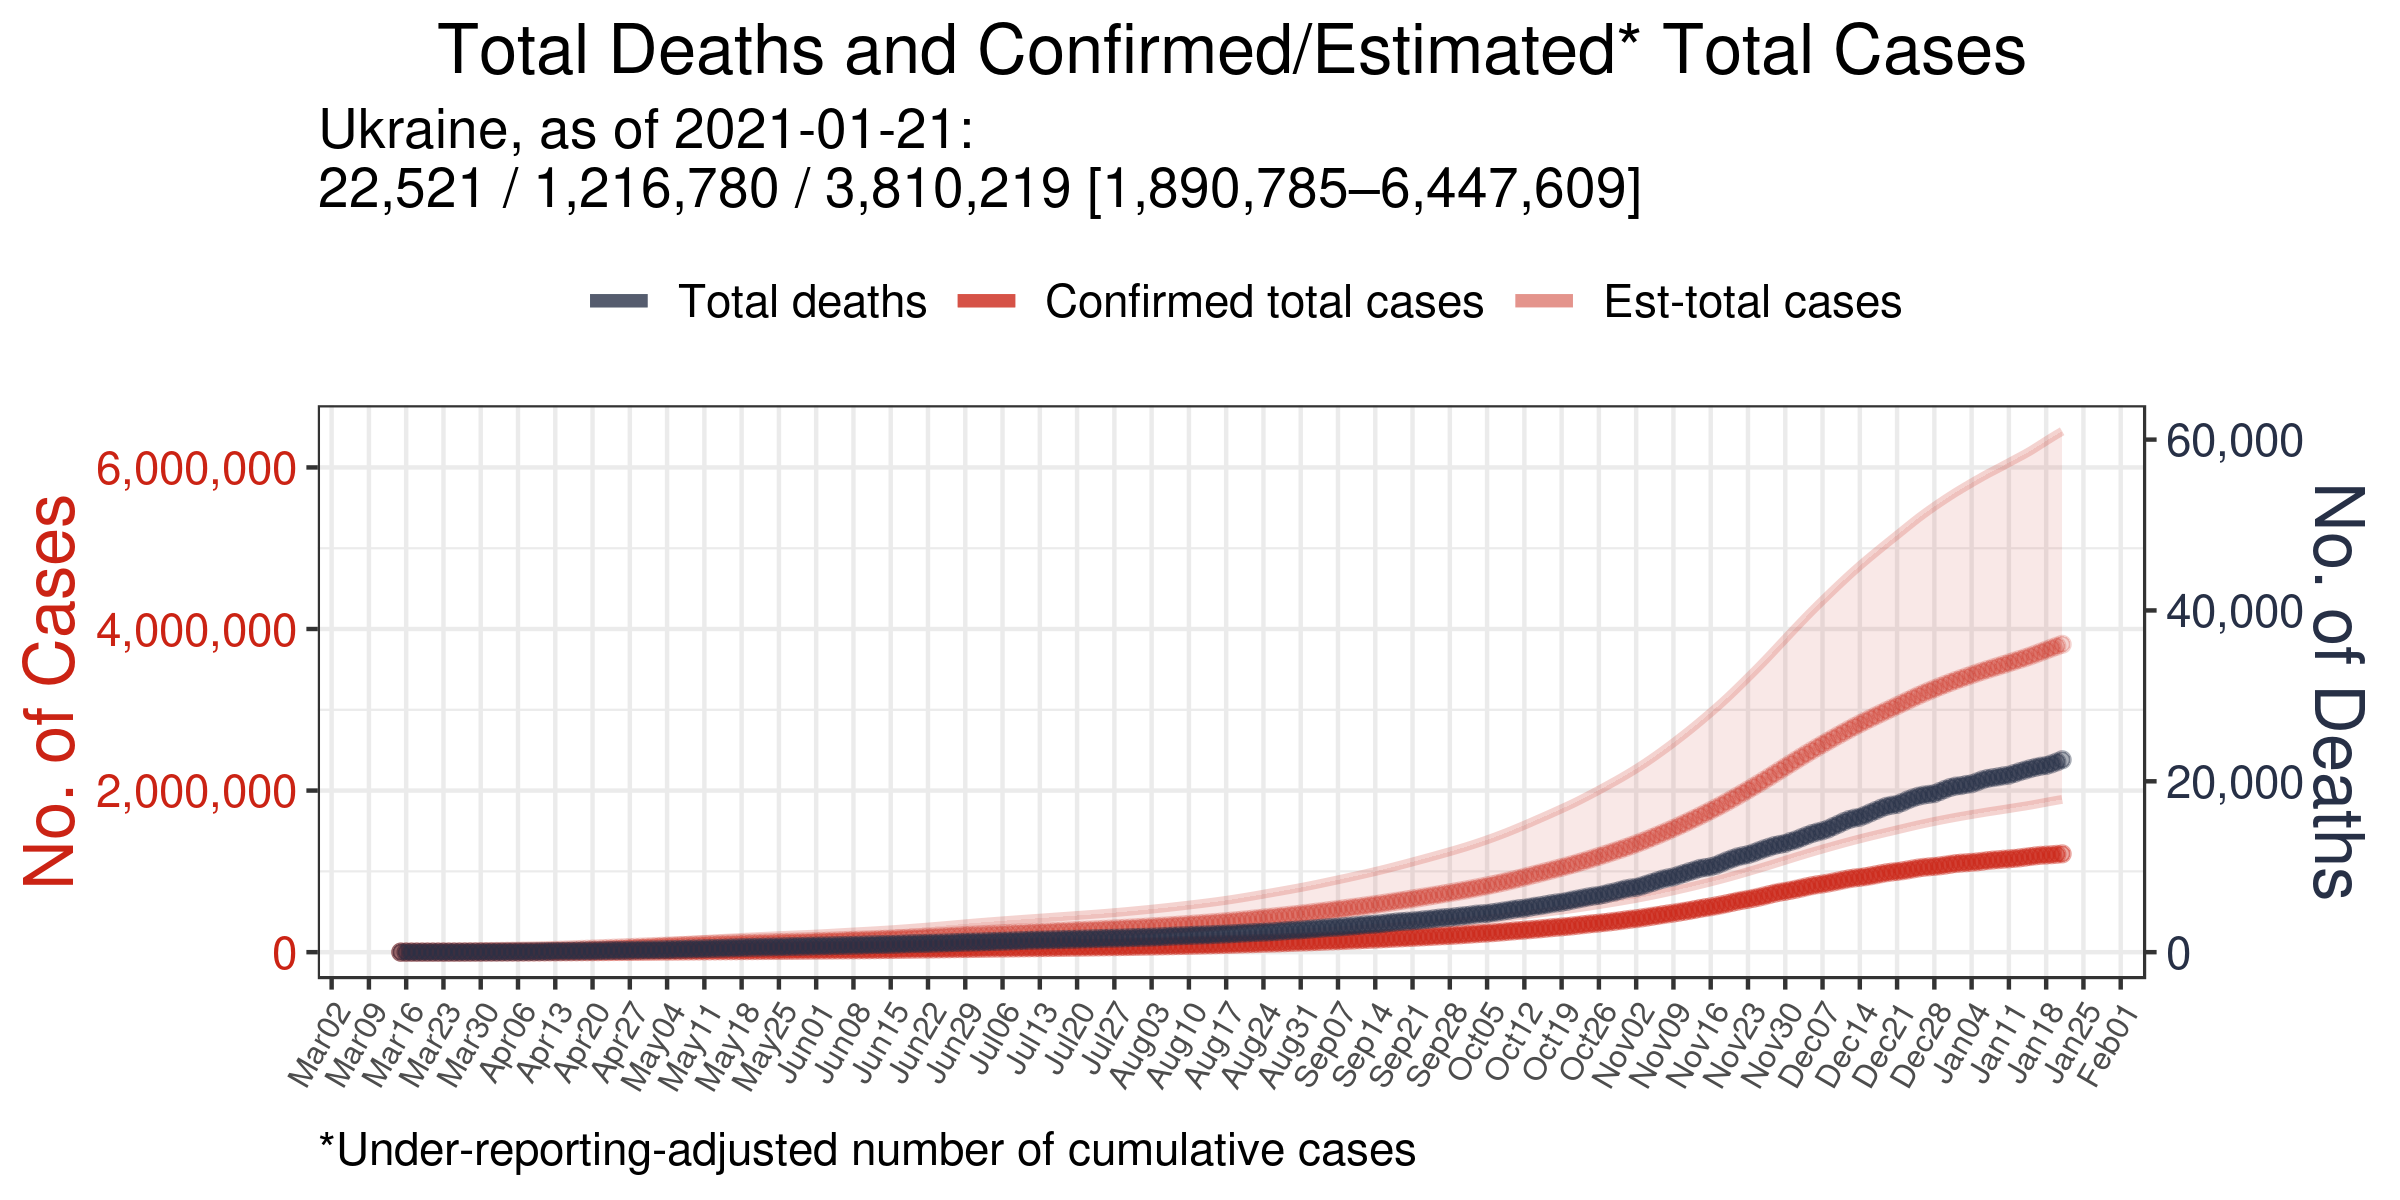 Total Deaths and Confirmed/Estimated* Total Cases
Ukraine, as of 2021-01-21:
22,521 / 1,216,780 / 3,810,219 [1,890,785–6,447,609]
Total deaths
Confirmed total cases
Est-total cases
No. of Cases
6,000,000
4,000,000
2,000,000
0
60,000
40,000
20,000
0
No. of Deaths
Mar02
Mar09
Mar16
Mar23
Mar30
Apr06
Apr13
Apr20
Apr27
May04
May11
May18
May25
Jun01
Jun08
Jun15
Jun22
Jun29
Jul06
Jul13
Jul20
Jul27
Aug03
Aug10
Aug17
Aug24
Aug31
Sep07
Sep14
Sep21
Sep28
Oct05
Oct12
Oct19
Oct26
Nov02
Nov09
Nov16
Nov23
Nov30
Dec07
Dec14
Dec21
Dec28
Jan04
Jan11
Jan18
Jan25
Feb01
*Under-reporting-adjusted number of cumulative cases